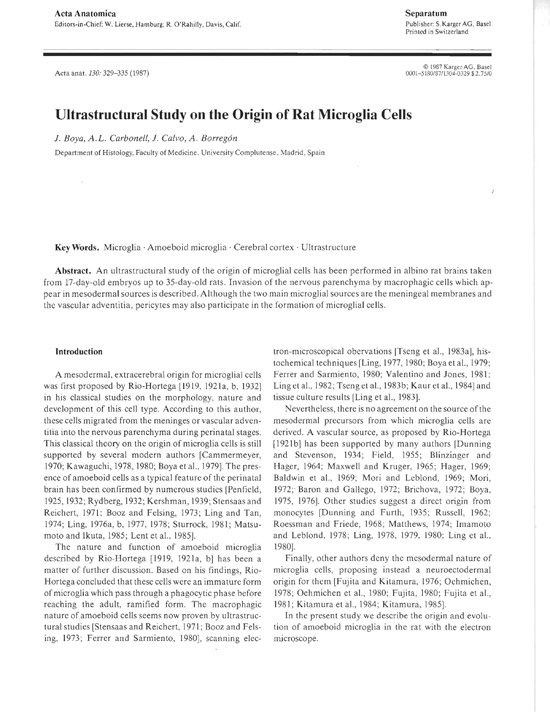 Acta Anatomica
Editors-in-Chief: W. Lierse, Hamburg, R. O'Rahilly, Davis, Calif.
Separatum
Publisher: S. Karger AG, Basel
Printed in Switzerland
Acta anat. 130: 329–335 (1987)
© 1987 Karger AG, Basel
0001–5180/87/1304–0329 $ 2.75/0
Ultrastructural Study on the Origin of Rat Microglia Cells
J. Boya, A.L. Carbonell, J. Calvo, A. Borregón
Department of Histology, Faculty of Medicine, University Complutense, Madrid, Spain
Key Words. Microglia · Amoeboid microglia · Cerebral cortex · Ultrastructure
Abstract. An ultrastructural study of the origin of microglial cells has been performed in albino rat brains taken
from 17-day-old embryos up to 35-day-old rats. Invasion of the nervous parenchyma by macrophagic cells which ap-
pear in mesodermal sources is described. Although the two main microglial sources are the meningeal membranes and
the vascular adventitia, pericytes may also participate in the formation of microglial cells.
Introduction
A mesodermal, extracerebral origin for microglial cells
was first proposed by Rio-Hortega [1919, 1921a, b, 1932]
in his classical studies on the morphology, nature and
development of this cell type. According to this author,
these cells migrated from the meninges or vascular adven-
titia into the nervous parenchyma during perinatal stages.
This classical theory on the origin of microglia cells is still
supported by several modern authors [Cammermeyer,
1970; Kawaguchi, 1978, 1980; Boya et al., 1979]. The pres-
ence of amoeboid cells as a typical feature of the perinatal
brain has been confirmed by numerous studies [Penfield,
1925, 1932; Rydberg, 1932; Kershman, 1939; Stensaas and
Reichert, 1971; Booz and Felsing, 1973; Ling and Tan,
1974; Ling, 1976a, b, 1977, 1978; Sturrock, 1981; Matsu-
moto and Ikuta, 1985; Lent et al., 1985].
The nature and function of amoeboid microglia
described by Rio-Hortega [1919, 1921a, b] has been a
matter of further discussion. Based on his findings, Rio-
Hortega concluded that these cells were an immature form
of microglia which pass through a phagocytic phase before
reaching the adult, ramified form. The macrophagic
nature of amoeboid cells seems now proven by ultrastruc-
tural studies [Stensaas and Reichert, 1971; Booz and Fels-
ing, 1973; Ferrer and Sarmiento, 1980], scanning elec-
tron-microscopical obervations [Tseng et al., 1983a], his-
tochemical techniques [Ling, 1977, 1980; Boya et al., 1979;
Ferrer and Sarmiento, 1980; Valentino and Jones, 1981;
Ling et al., 1982; Tseng et al., 1983b; Kaur et al., 1984] and
tissue culture results [Ling et al., 1983].
Nevertheless, there is no agreement on the source of the
mesodermal precursors from which microglia cells are
derived. A vascular source, as proposed by Rio-Hortega
[1921b] has been supported by many authors [Dunning
and Stevenson, 1934; Field, 1955; Blinzinger and
Hager, 1964; Maxwell and Kruger, 1965; Hager, 1969;
Baldwin et al., 1969; Mori and Leblond, 1969; Mori,
1972; Baron and Gallego, 1972; Brichova, 1972; Boya,
1975, 1976]. Other studies suggest a direct origin from
monocytes [Dunning and Furth, 1935; Russell, 1962;
Roessman and Friede, 1968; Matthews, 1974; Imamoto
and Leblond, 1978; Ling, 1978, 1979, 1980; Ling et al.,
1980].
Finally, other authors deny the mesodermal nature of
microglia cells, proposing instead a neuroectodermal
origin for them [Fujita and Kitamura, 1976; Oehmichen,
1978; Oehmichen et al., 1980; Fujita, 1980; Fujita et al.,
1981; Kitamura et al., 1984; Kitamura, 1985].
In the present study we describe the origin and evolu-
tion of amoeboid microglia in the rat with the electron
microscope.